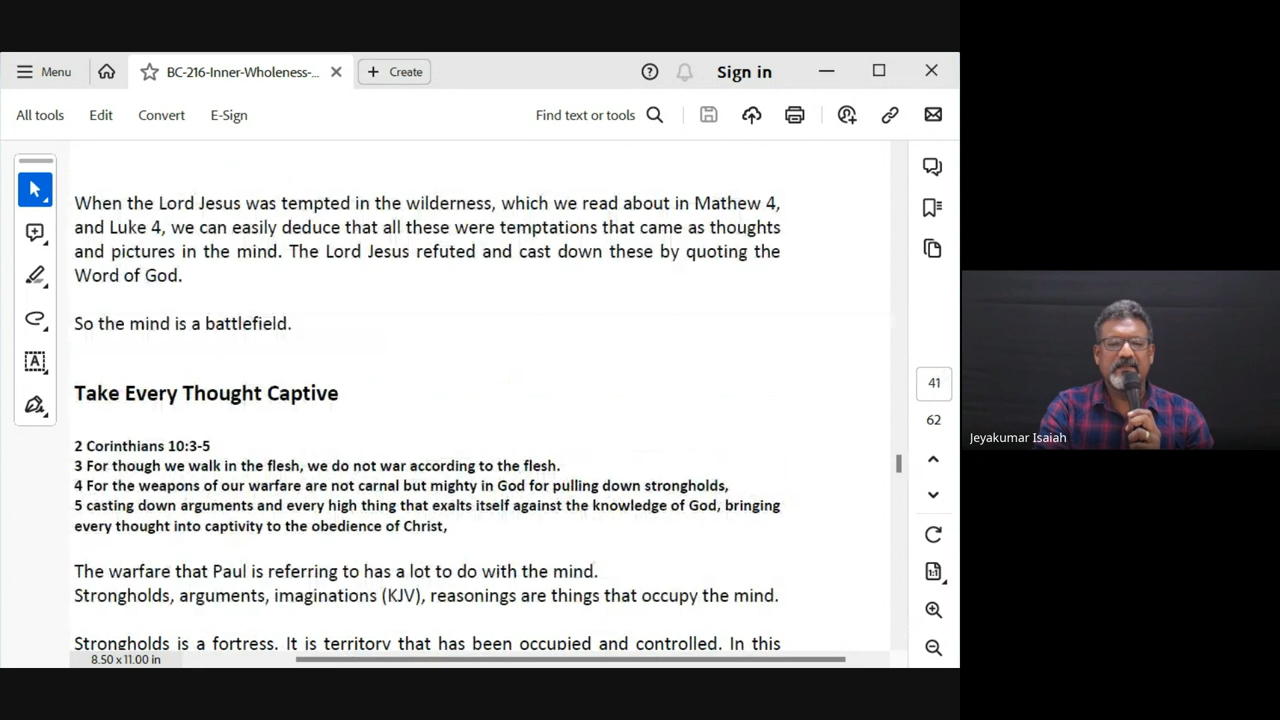 Menu
BC-216-Inner-Wholeness-...
Create
Sign in
All tools
Edit
Convert
E-Sign
Find text or tools
When the Lord Jesus was tempted in the wilderness, which we read about in Mathew 4,
and Luke 4, we can easily deduce that all these were temptations that came as thoughts
and pictures in the mind. The Lord Jesus refuted and cast down these by quoting the
Word of God.
So the mind is a battlefield.
Take Every Thought Captive
2 Corinthians 10:3-5
3 For though we walk in the flesh, we do not war according to the flesh.
4 For the weapons of our warfare are not carnal but mighty in God for pulling down strongholds,
5 casting down arguments and every high thing that exalts itself against the knowledge of God, bringing
every thought into captivity to the obedience of Christ,
The warfare that Paul is referring to has a lot to do with the mind.
Strongholds, arguments, imaginations (KJV), reasonings are things that occupy the mind.
Strongholds is a fortress. It is territory that has been occupied and controlled. In this
8.50 x 11.00 in
41
62
1:1
Jeyakumar Isaiah